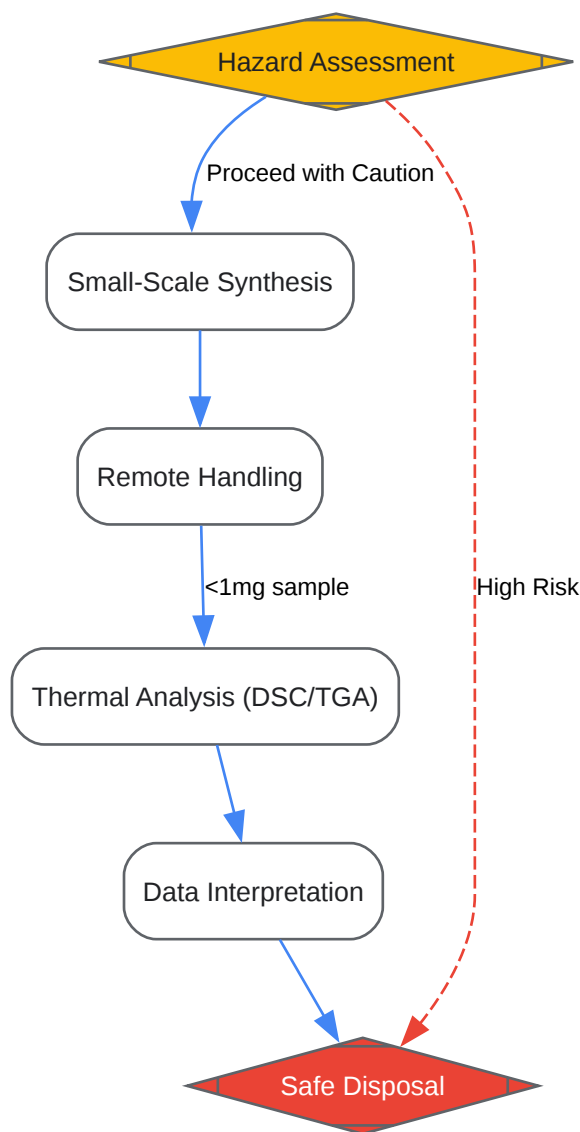 Hazard Assessment
Proceed with Caution
Small-Scale Synthesis
Remote Handling
<1mg sample
High Risk
Thermal Analysis (DSC/TGA)
Data Interpretation
Safe Disposal